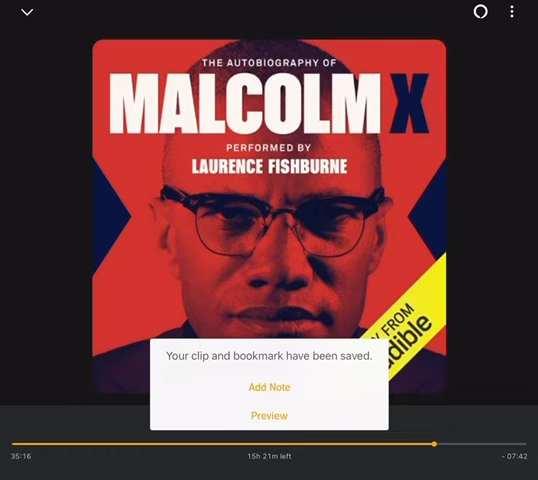 THE AUTOBIOGRAPHY OF
MALCOLM X
PERFORMED BY
LAURENCE FISHBURNE
FROM
Your clip and bookmark have been saved.
Add Note
Preview
35:16
15h 21m left
- 07:42